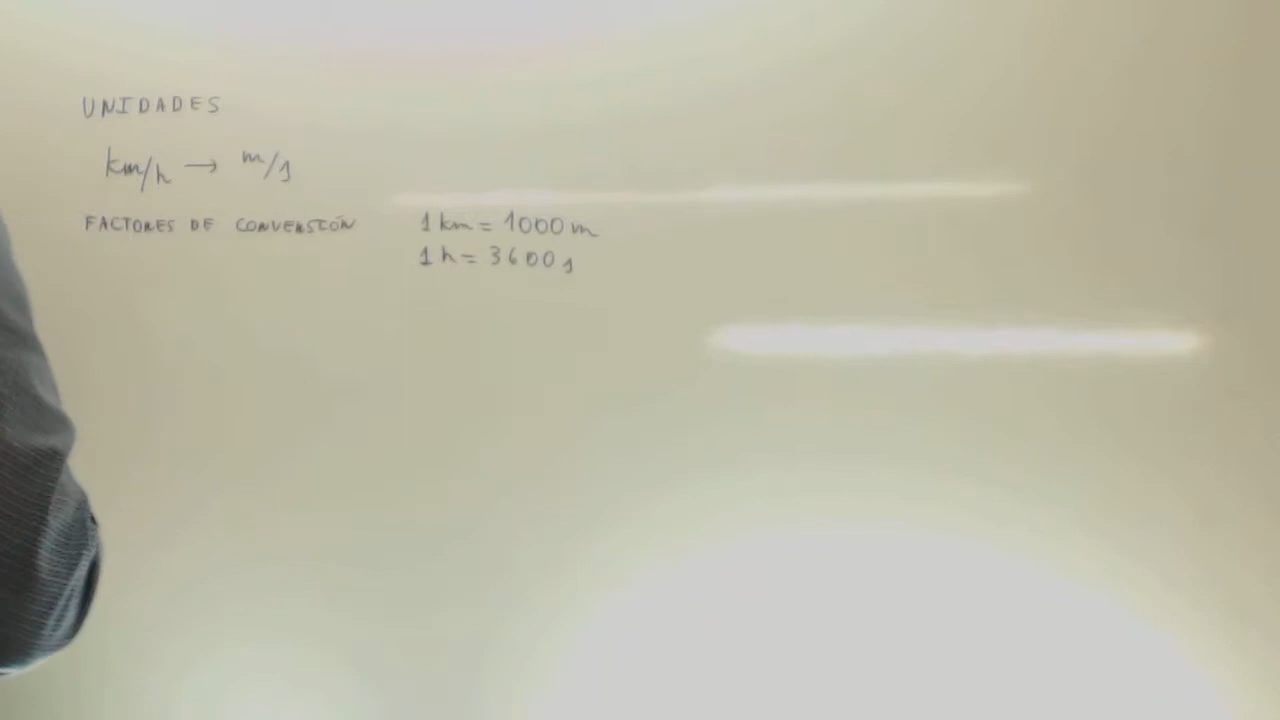 UNIDADES
km/h → m/s
FACTORES DE CONVERSIÓN 1 km = 1000 m
1 h = 3600 s